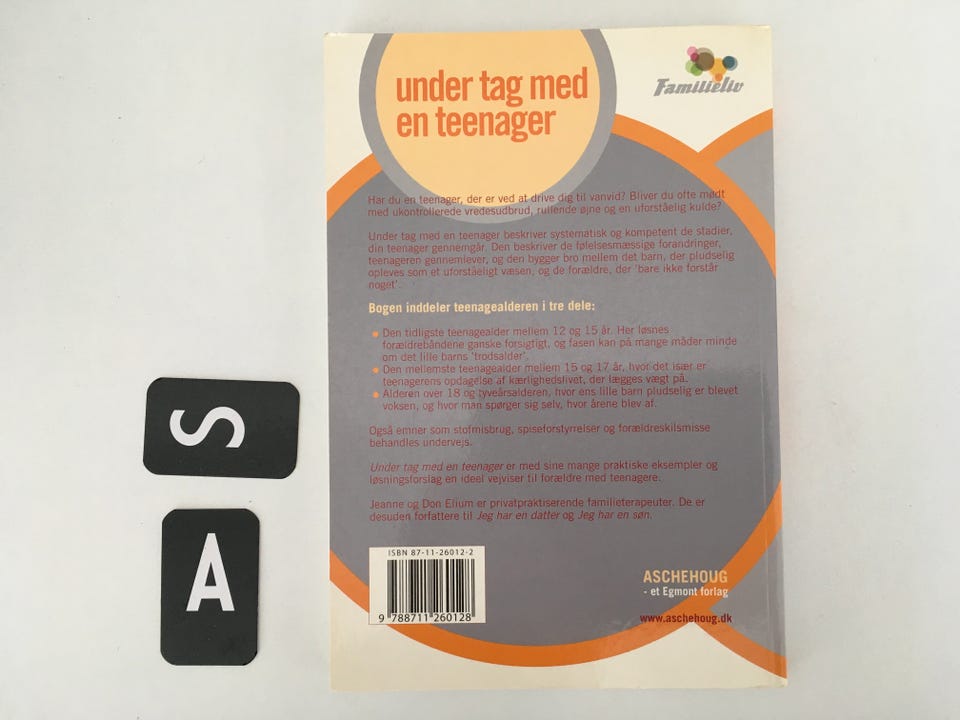 under tag med
en teenager
Familieliv
Har du en teenager, der er ved at drive dig til vanvid? Bliver du ofte mødt
med ukontrollerede vredesudbrud, rullende øjne og en uforståelig kulde?
Under tag med en teenager beskriver systematisk og kompetent de stadier,
din teenager gennemgår. Den beskriver de følelsesmæssige forandringer,
teenageren gennemlever, og den bygger bro mellem det barn, der pludselig
opleves som et uforståeligt væsen, og de forældre, der 'bare ikke forstår
noget'.
Bogen inddeler teenagealderen i tre dele:
• Den tidligste teenagealder mellem 12 og 15 år. Her løsnes
forældrebåndene ganske forsigtigt, og fasen kan på mange måder minde
om det lille barns 'trodsalder'.
• Den mellemste teenagealder mellem 15 og 17 år, hvor det især er
teenagerens opdagelse af kærlighedslivet, der lægges vægt på.
• Alderen over 18 og tyveårsalderen, hvor ens lille barn pludselig er blevet
voksen, og hvor man spørger sig selv, hvor årene blev af.
Også emner som stofmisbrug, spiseforstyrrelser og forældreskilsmisse
behandles undervejs.
Under tag med en teenager er med sine mange praktiske eksempler og
løsningsforslag en ideel vejviser til forældre med teenagere.
Jeanne og Don Elium er privatpraktiserende familieterapeuter. De er
desuden forfattere til Jeg har en datter og Jeg har en søn.
ISBN 87-11-26012-2
9 788711 260128
ASCHEHOUG
- et Egmont forlag
www.aschehoug.dk
S
A